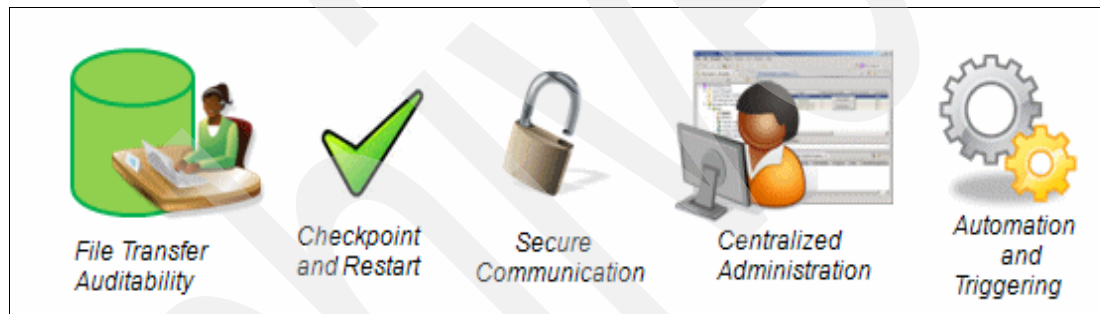 File Transfer
Auditability
Checkpoint
and Restart
Secure
Communication
Centralized
Administration
Automation
and
Triggering